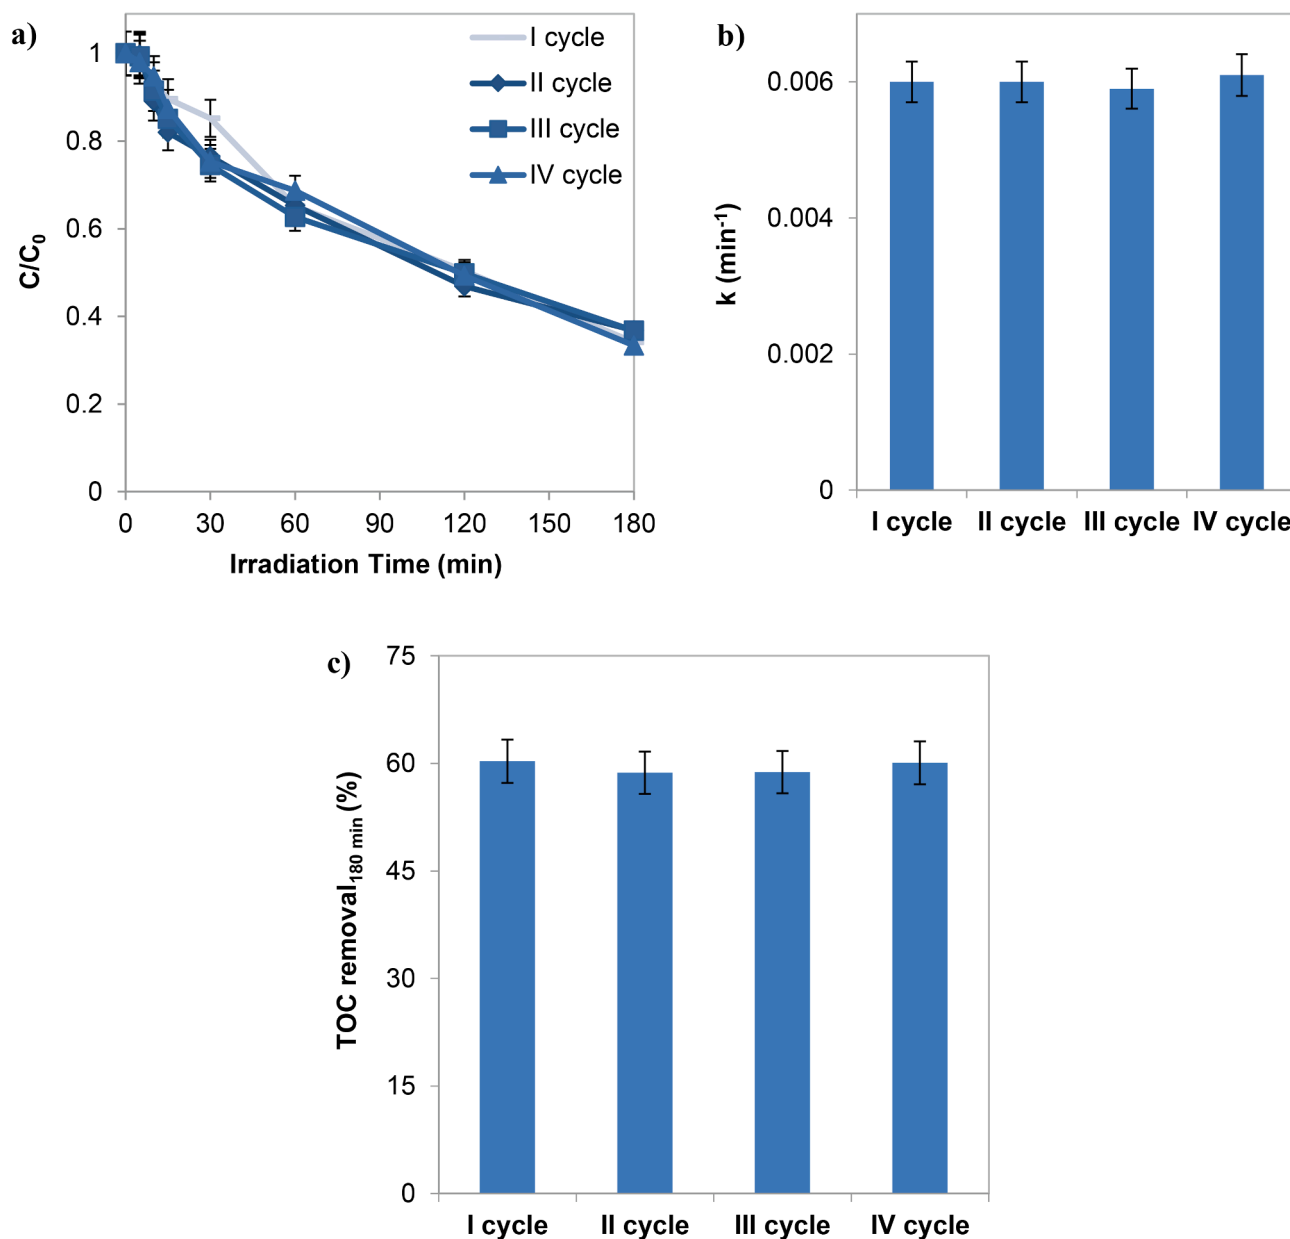 a)
I cycle
II cycle
III cycle
IV cycle
1
0.8
0.6
0.4
0.2
0
C/C0
0 30 60 90 120 150 180
Irradiation Time (min)
b)
0.006
0.004
0.002
0
k (min-1)
I cycle II cycle III cycle IV cycle
c)
75
60
45
30
15
0
TOC removal180 min (%)
I cycle II cycle III cycle IV cycle